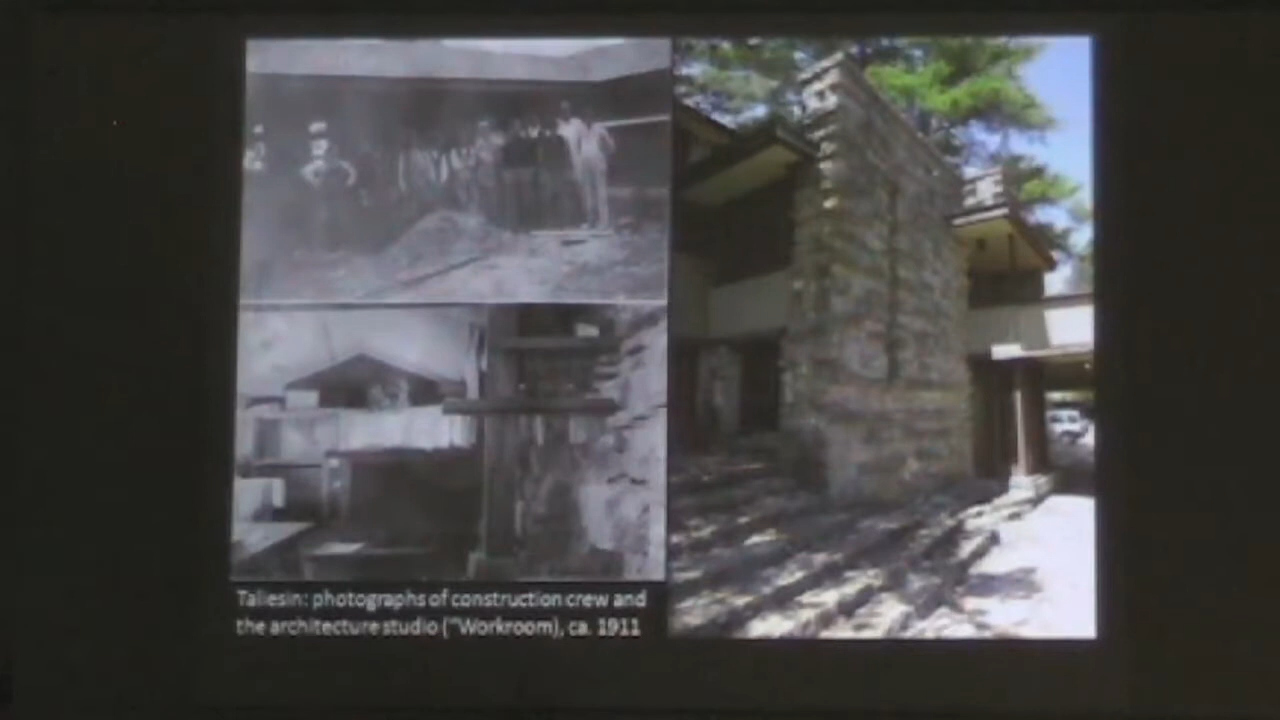 Taliesin: photographs of construction crew and
the architecture studio ("Workroom), ca. 1911